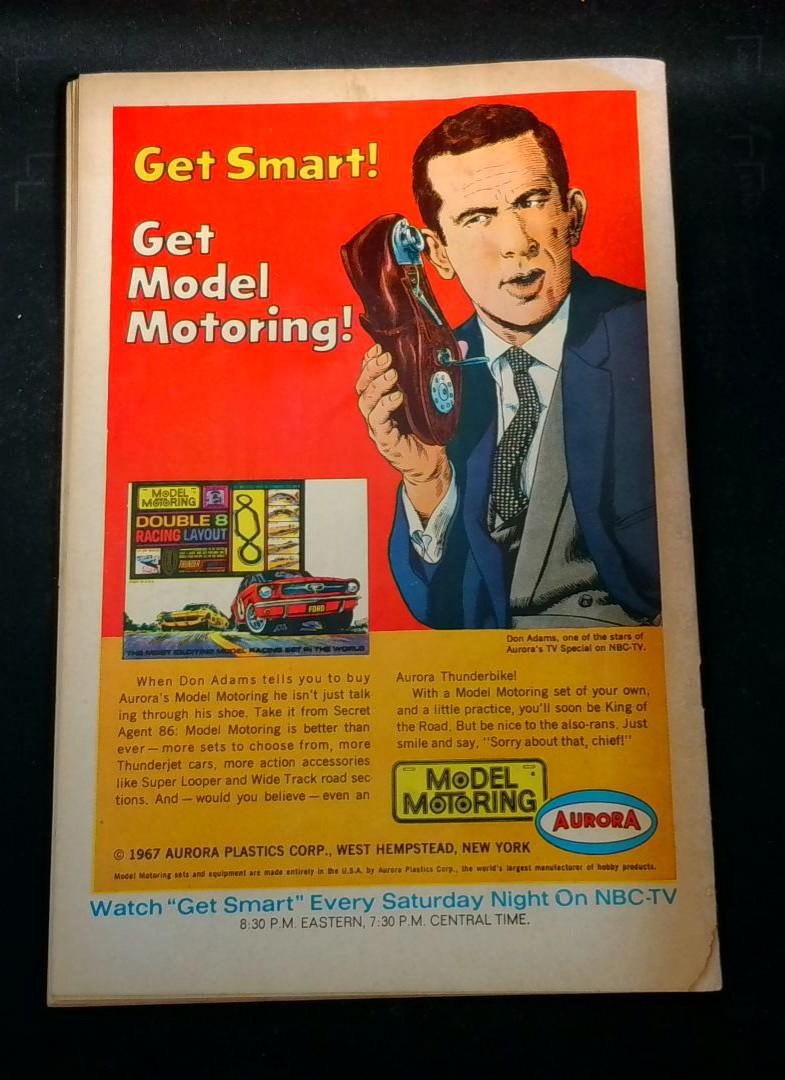 Get Smart!
Get
Model
Motoring!
MODEL
MOTORING
DOUBLE 8
RACING LAYOUT
THUNDER
FORD
THE MOST EXCITING MODEL RACING SET IN THE WORLD
Don Adams, one of the stars of
Aurora's TV Special on NBC-TV.
When Don Adams tells you to buy
Aurora's Model Motoring he isn't just talk
ing through his shoe. Take it from Secret
Agent 86: Model Motoring is better than
ever — more sets to choose from, more
Thunderjet cars, more action accessories
like Super Looper and Wide Track road sec
tions. And — would you believe — even an
Aurora Thunderbike!
With a Model Motoring set of your own,
and a little practice, you'll soon be King of
the Road. But be nice to the also-rans. Just
smile and say, "Sorry about that, chief!"
MODEL
MOTORING
AURORA
© 1967 AURORA PLASTICS CORP., WEST HEMPSTEAD, NEW YORK
Model Motoring sets and equipment are made entirely in the U.S.A. by Aurora Plastics Corp., the world's largest manufacturer of hobby products.
Watch "Get Smart" Every Saturday Night On NBC-TV
8:30 P.M. EASTERN, 7:30 P.M. CENTRAL TIME.